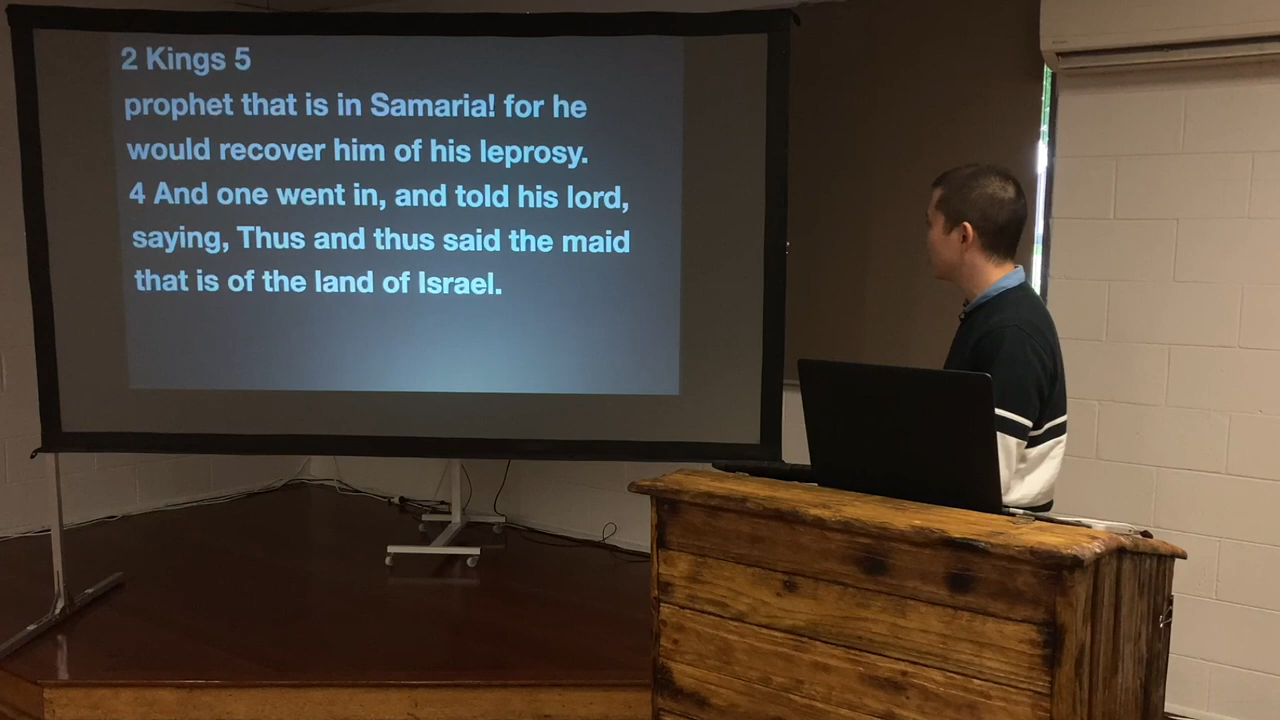 2 Kings 5
prophet that is in Samaria! for he
would recover him of his leprosy.
4 And one went in, and told his lord,
saying, Thus and thus said the maid
that is of the land of Israel.